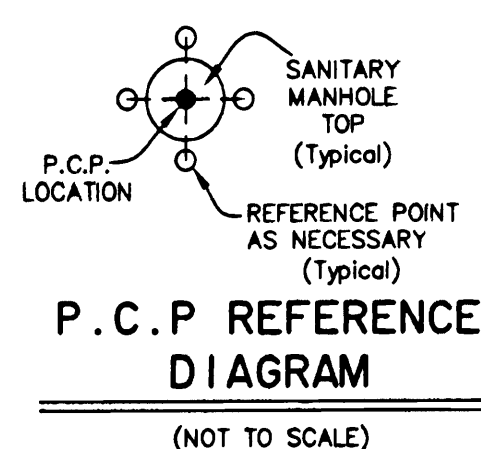 SANITARY
MANHOLE
TOP
(Typical)
P.C.P.
LOCATION
REFERENCE POINT
AS NECESSARY
(Typical)
P.C.P REFERENCE
DIAGRAM
(NOT TO SCALE)